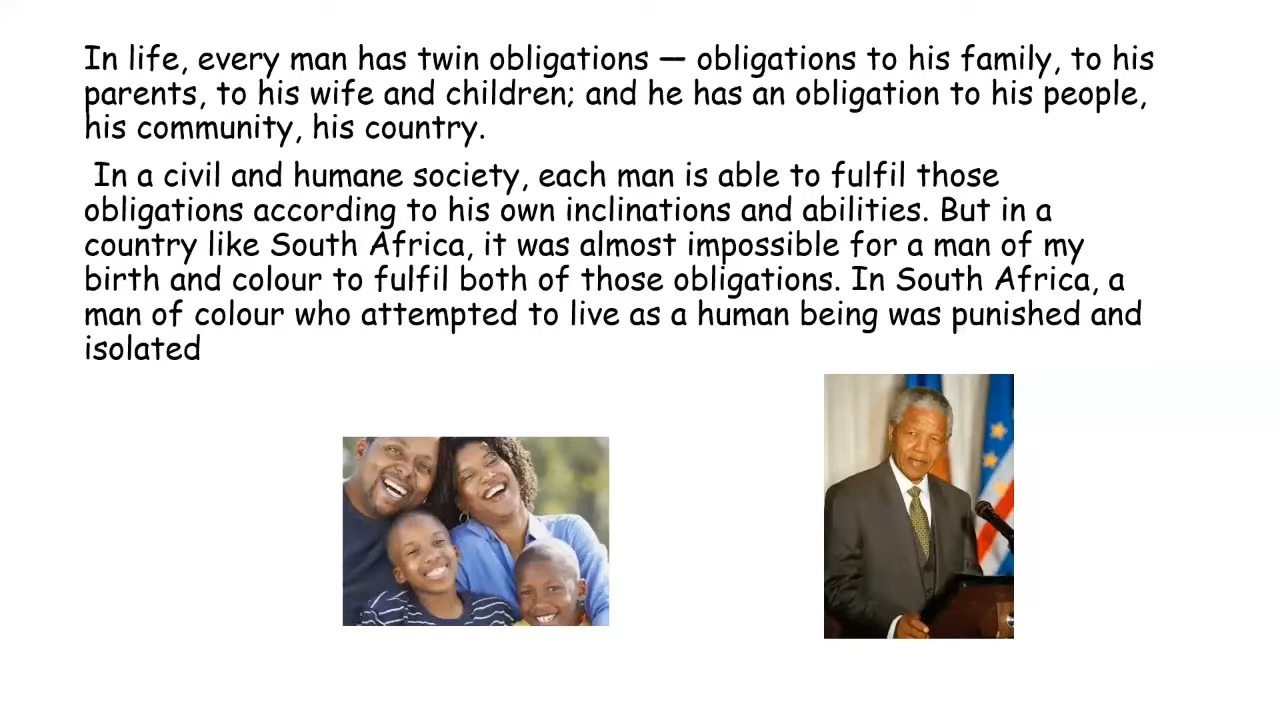 In life, every man has twin obligations — obligations to his family, to his
parents, to his wife and children; and he has an obligation to his people,
his community, his country.
In a civil and humane society, each man is able to fulfil those
obligations according to his own inclinations and abilities. But in a
country like South Africa, it was almost impossible for a man of my
birth and colour to fulfil both of those obligations. In South Africa, a
man of colour who attempted to live as a human being was punished and
isolated